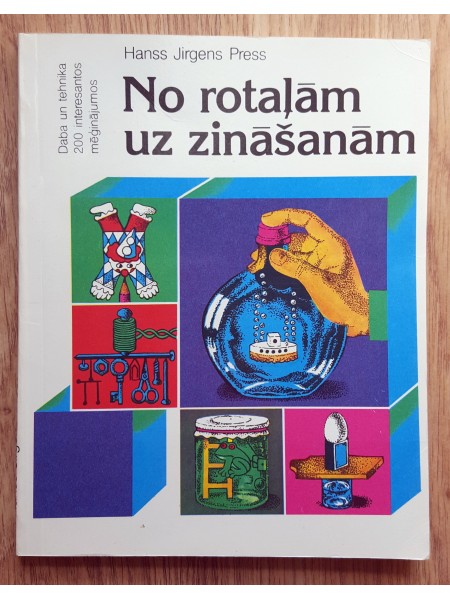 Hanss Jirgens Press
No rotaļām
uz zināšanām
Daba un tehnika
200 interesantos
mēģinājumos